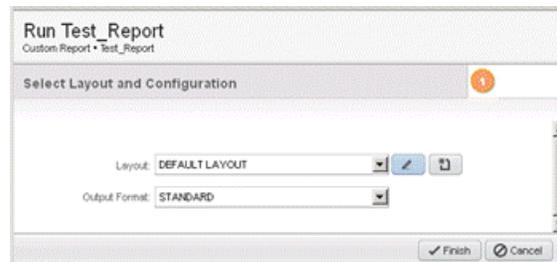 Run Test_Report
Custom Report • Test_Report
Select Layout and Configuration
1
Layout: DEFAULT LAYOUT
Output Format: STANDARD
Finish Cancel